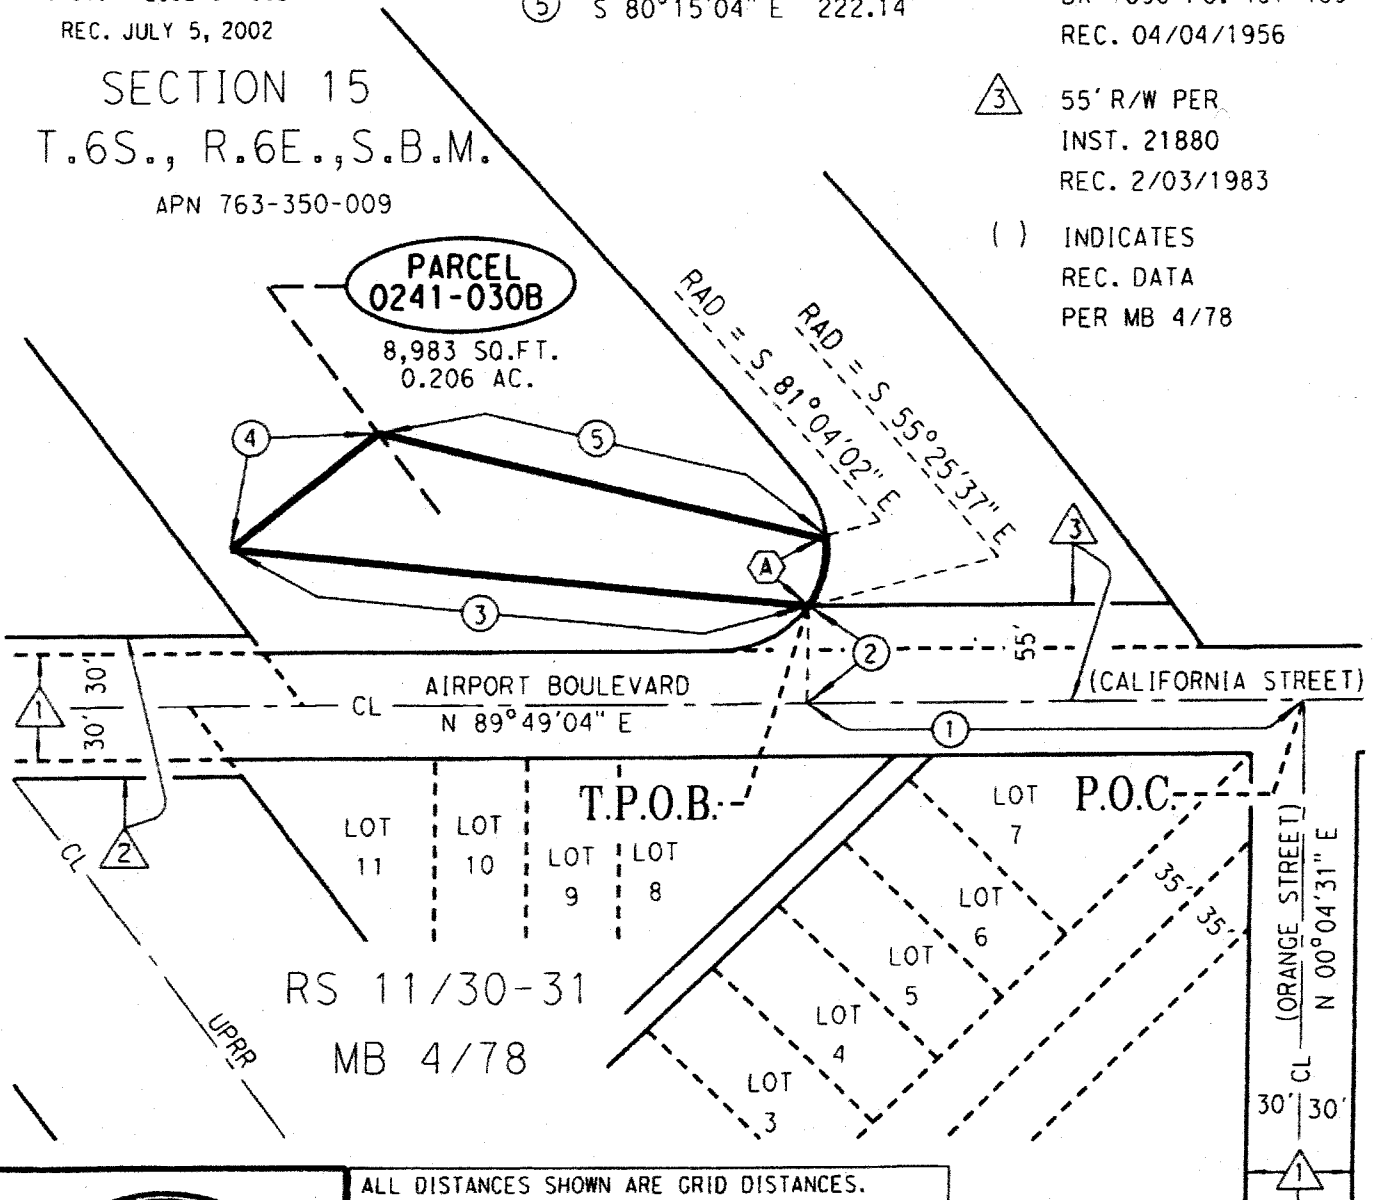 REC. JULY 5, 2002
SECTION 15
T.6S., R.6E.,S.B.M.
APN 763-350-009
5 S 80°15'04" E 222.14'
REC. 04/04/1956
3 55' R/W PER
INST. 21880
REC. 2/03/1983
( ) INDICATES
REC. DATA
PER MB 4/78
PARCEL
0241-030B
8,983 SQ.FT.
0.206 AC.
RAD = S 81°04'02" E
RAD = S 55°25'37" E
4
5
3
A
3
2
55'
1
30'
30'
AIRPORT BOULEVARD
CL
N 89°49'04" E
(CALIFORNIA STREET)
1
T.P.O.B.
P.O.C.
2
CL
UPRR
LOT
11
LOT
10
LOT
9
LOT
8
LOT
7
LOT
6
LOT
5
LOT
4
LOT
3
35'
35'
(ORANGE STREET)
N 00°04'31" E
CL
30'
30'
1
RS 11/30-31
MB 4/78
ALL DISTANCES SHOWN ARE GRID DISTANCES.